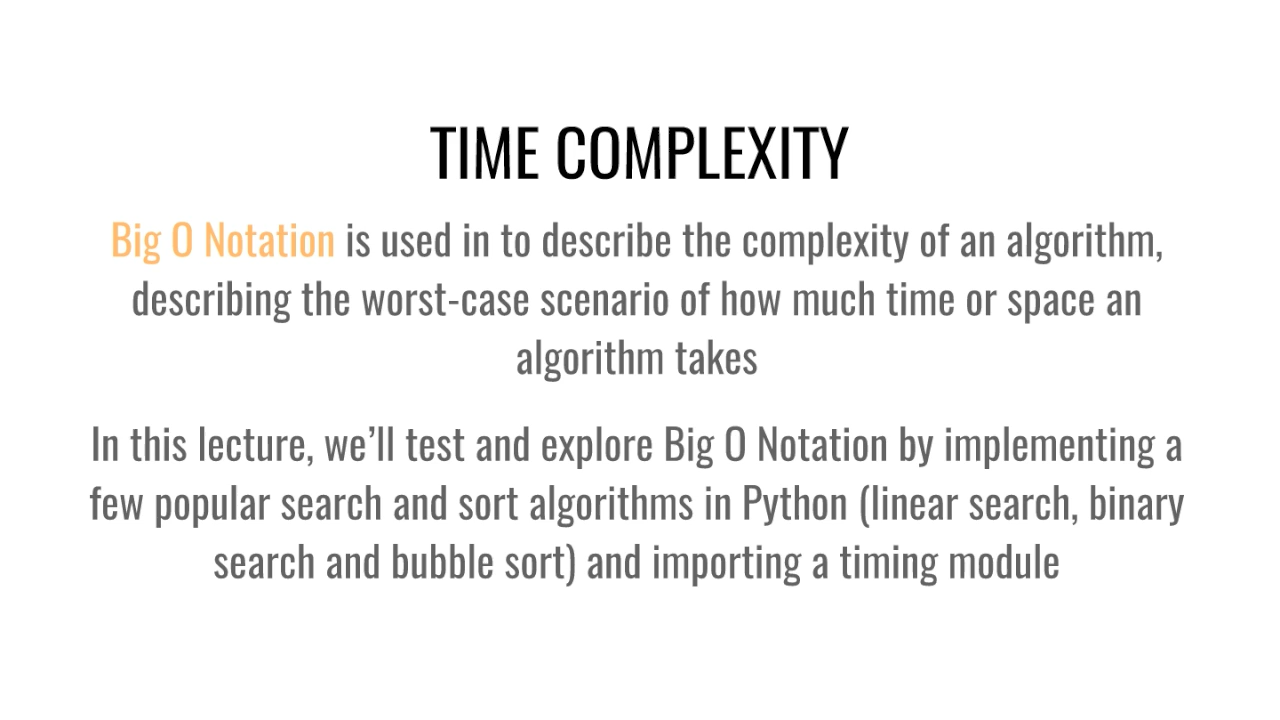 TIME COMPLEXITY
Big O Notation is used in to describe the complexity of an algorithm,
describing the worst-case scenario of how much time or space an
algorithm takes
In this lecture, we’ll test and explore Big O Notation by implementing a
few popular search and sort algorithms in Python (linear search, binary
search and bubble sort) and importing a timing module